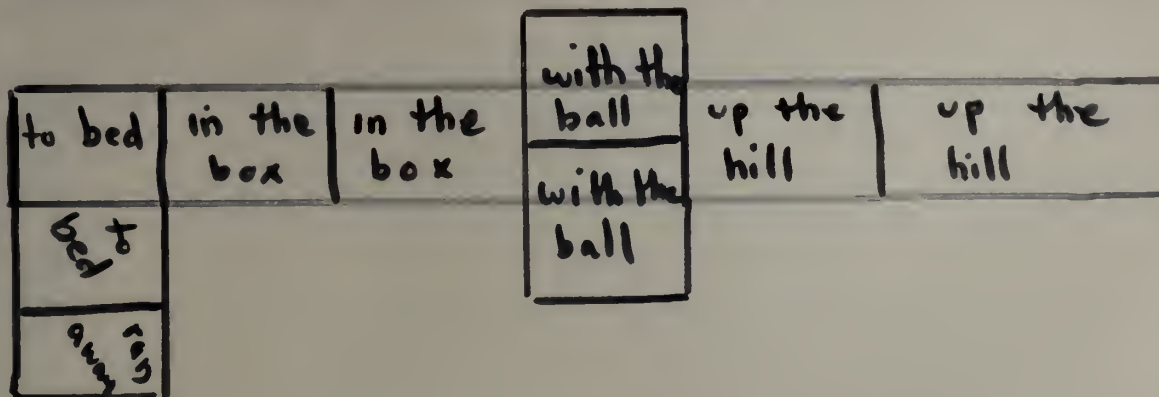 to bed
in the
box
in the
box
with the
ball
up the
hill
up the
hill
with the
ball
to
bed
away